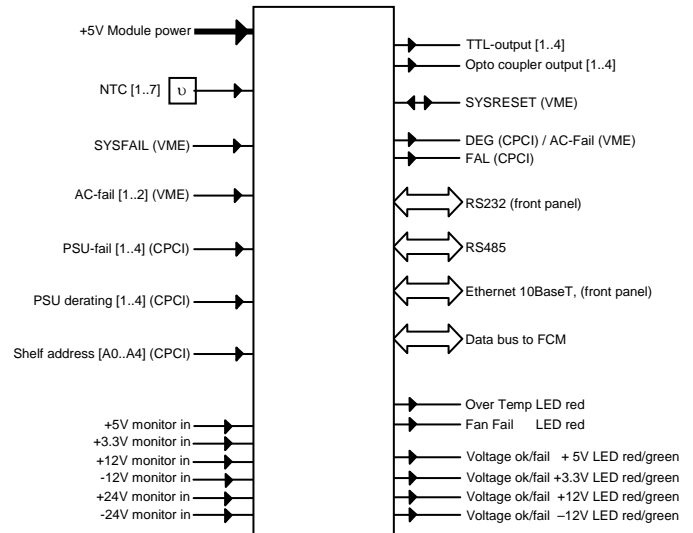 +5V Module power
NTC [1..7] υ
SYSFAIL (VME)
AC-fail [1..2] (VME)
PSU-fail [1..4] (CPCI)
PSU derating [1..4] (CPCI)
Shelf address [A0..A4] (CPCI)
+5V monitor in
+3.3V monitor in
+12V monitor in
-12V monitor in
+24V monitor in
-24V monitor in
TTL-output [1..4]
Opto coupler output [1..4]
SYSRESET (VME)
DEG (CPCI) / AC-Fail (VME)
FAL (CPCI)
RS232 (front panel)
RS485
Ethernet 10BaseT, (front panel)
Data bus to FCM
Over Temp LED red
Fan Fail LED red
Voltage ok/fail + 5V LED red/green
Voltage ok/fail +3.3V LED red/green
Voltage ok/fail +12V LED red/green
Voltage ok/fail –12V LED red/green